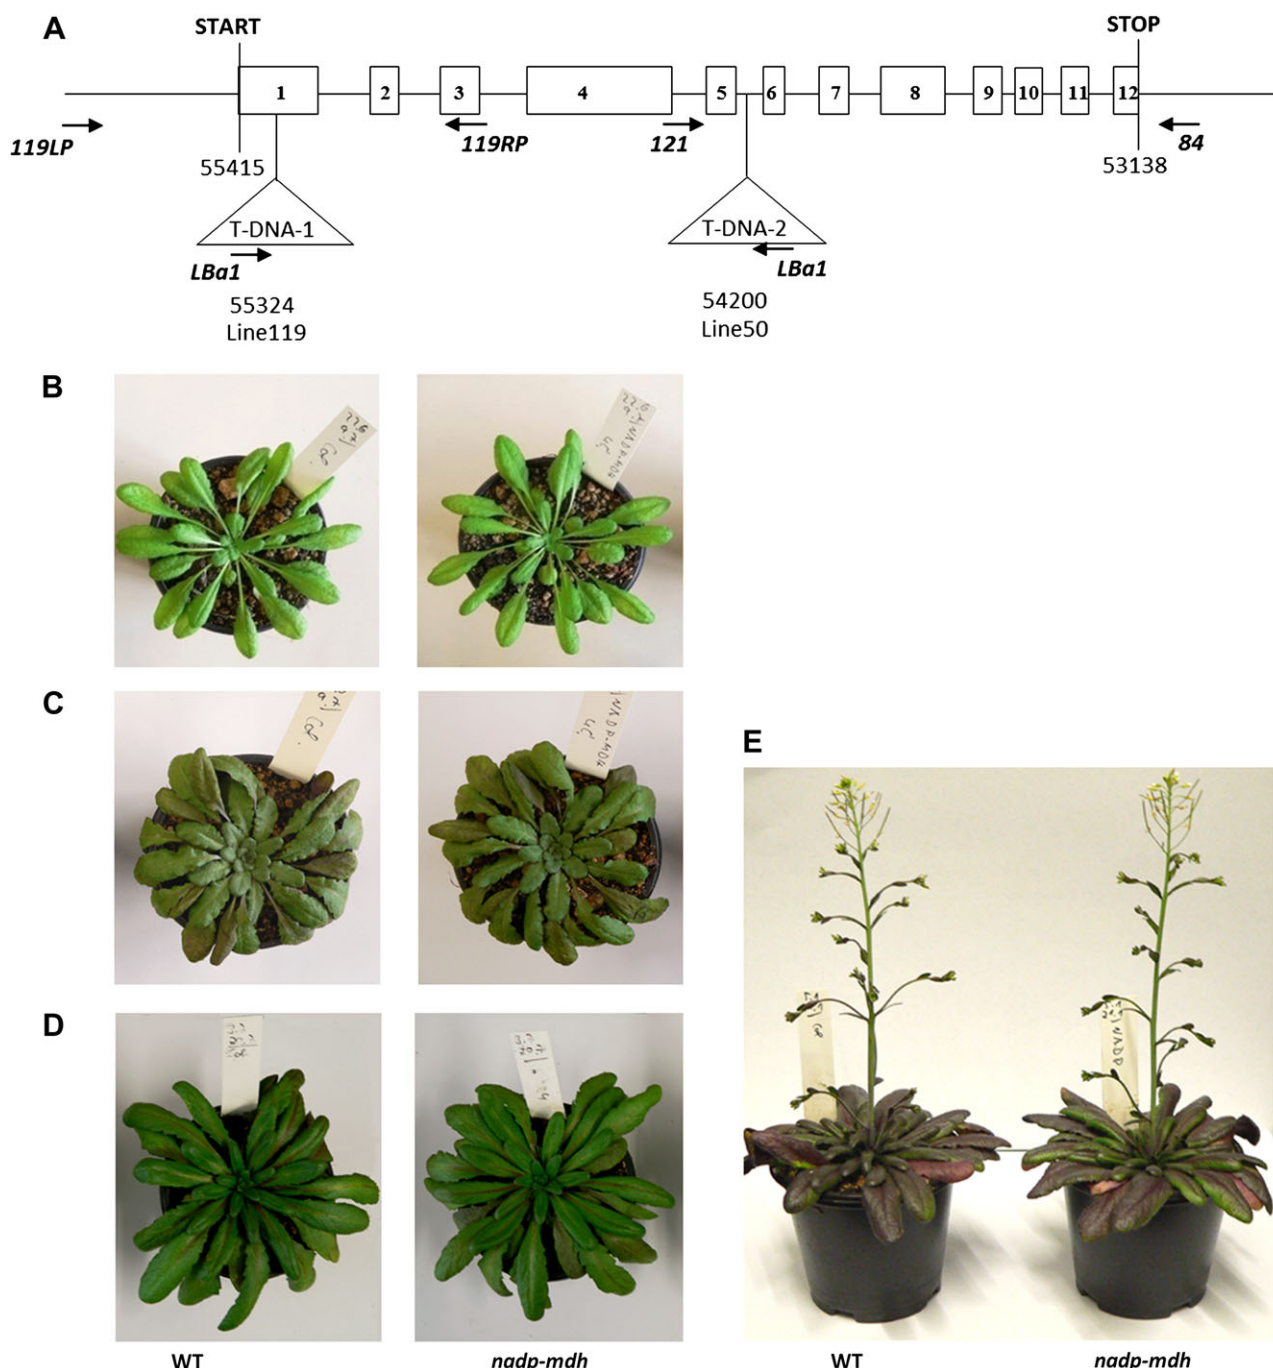 A
START
STOP
1 2 3 4 5 6 7 8 9 10 11 12
119LP
119RP
121
84
55415
53138
T-DNA-1
T-DNA-2
LBa1
LBa1
55324
Line119
54200
Line50
B
C
D
E
WT
nadp-mdh
WT
nadp-mdh